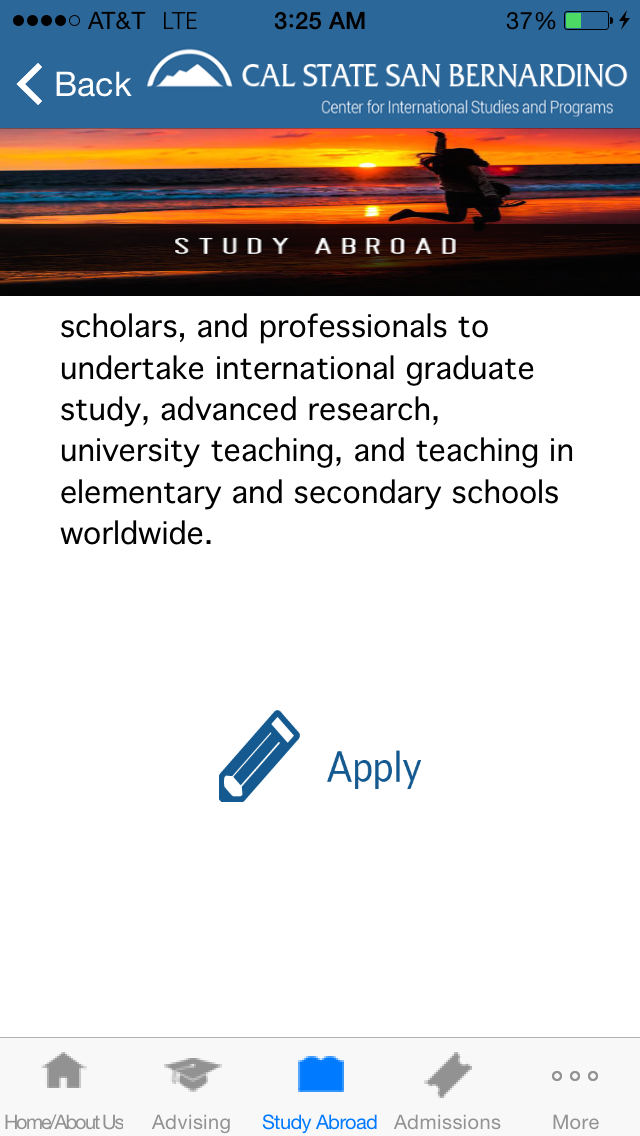 AT&T LTE 3:25 AM 37%
Back
CAL STATE SAN BERNARDINO
Center for International Studies and Programs
STUDY ABROAD
scholars, and professionals to
undertake international graduate
study, advanced research,
university teaching, and teaching in
elementary and secondary schools
worldwide.
Apply
Home/About Us Advising Study Abroad Admissions More